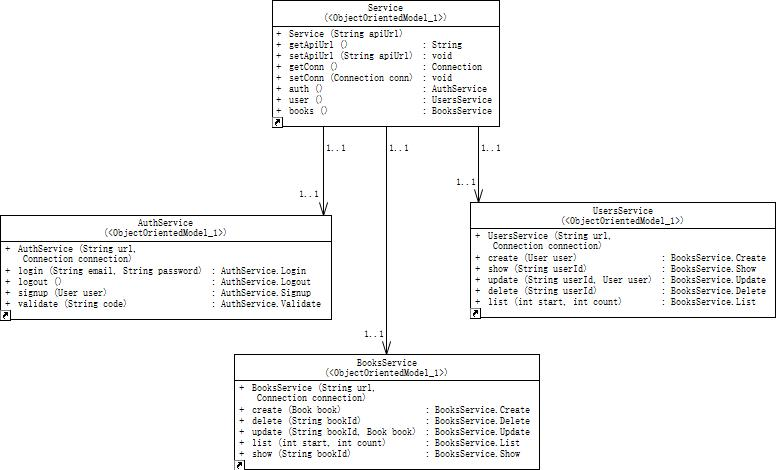 Service
(<ObjectOrientedModel_1>)
+ Service (String apiUrl)
+ getApiUrl () : String
+ setApiUrl (String apiUrl) : void
+ getConn () : Connection
+ setConn (Connection conn) : void
+ auth () : AuthService
+ user () : UsersService
+ books () : BooksService
1..1
1..1
1..1
1..1
1..1
AuthService
(<ObjectOrientedModel_1>)
+ AuthService (String url,
Connection connection)
+ login (String email, String password) : AuthService.Login
+ logout () : AuthService.Logout
+ signup (User user) : AuthService.Signup
+ validate (String code) : AuthService.Validate
UsersService
(<ObjectOrientedModel_1>)
+ UsersService (String url,
Connection connection)
+ create (User user) : BooksService.Create
+ show (String userId) : BooksService.Show
+ update (String userId, User user) : BooksService.Update
+ delete (String userId) : BooksService.Delete
+ list (int start, int count) : BooksService.List
1..1
BooksService
(<ObjectOrientedModel_1>)
+ BooksService (String url,
Connection connection)
+ create (Book book) : BooksService.Create
+ delete (String bookId) : BooksService.Delete
+ update (String bookId, Book book) : BooksService.Update
+ list (int start, int count) : BooksService.List
+ show (String bookId) : BooksService.Show